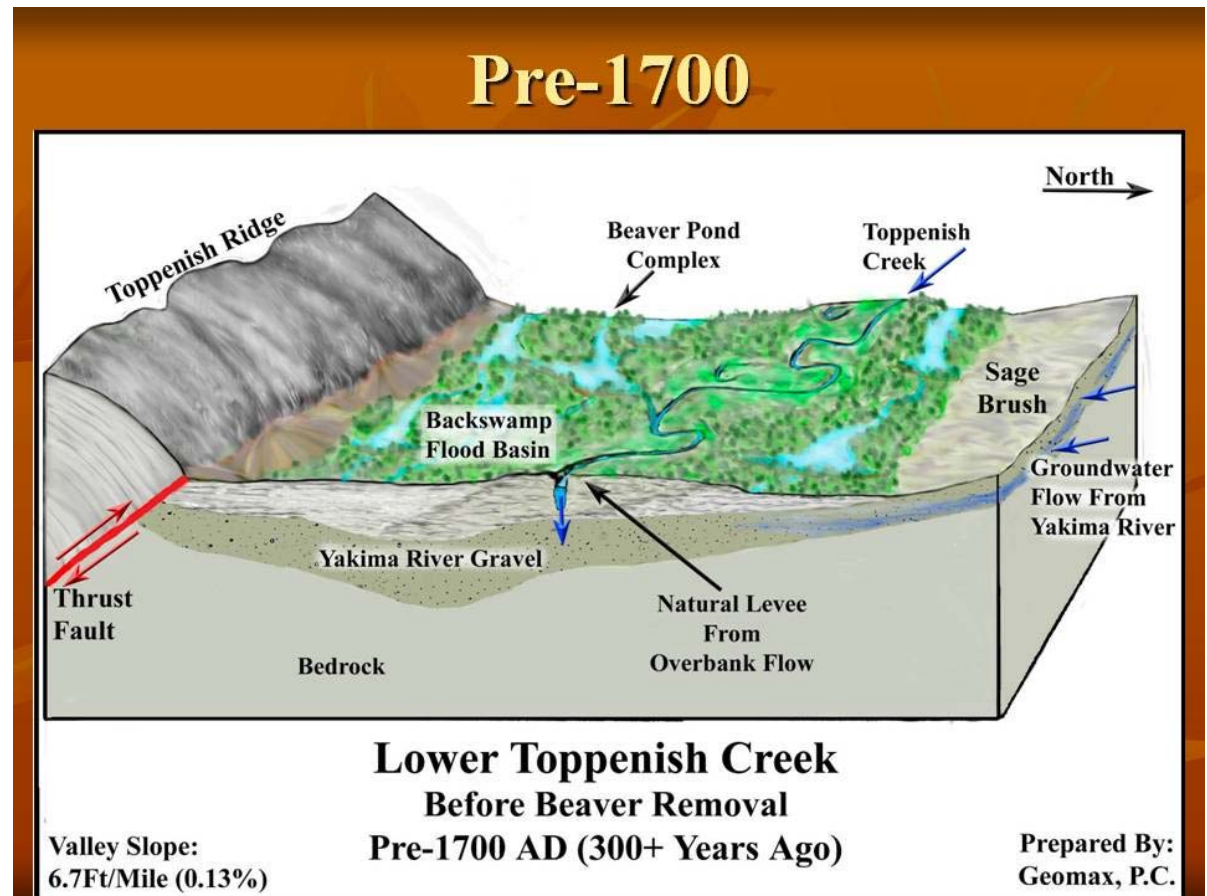 Pre-1700
North
Toppenish Ridge
Beaver Pond
Complex
Toppenish
Creek
Sage
Brush
Backswamp
Flood Basin
Groundwater
Flow From
Yakima River
Yakima River Gravel
Thrust
Fault
Natural Levee
From
Overbank Flow
Bedrock
Lower Toppenish Creek
Before Beaver Removal
Pre-1700 AD (300+ Years Ago)
Valley Slope:
6.7Ft/Mile (0.13%)
Prepared By:
Geomax, P.C.